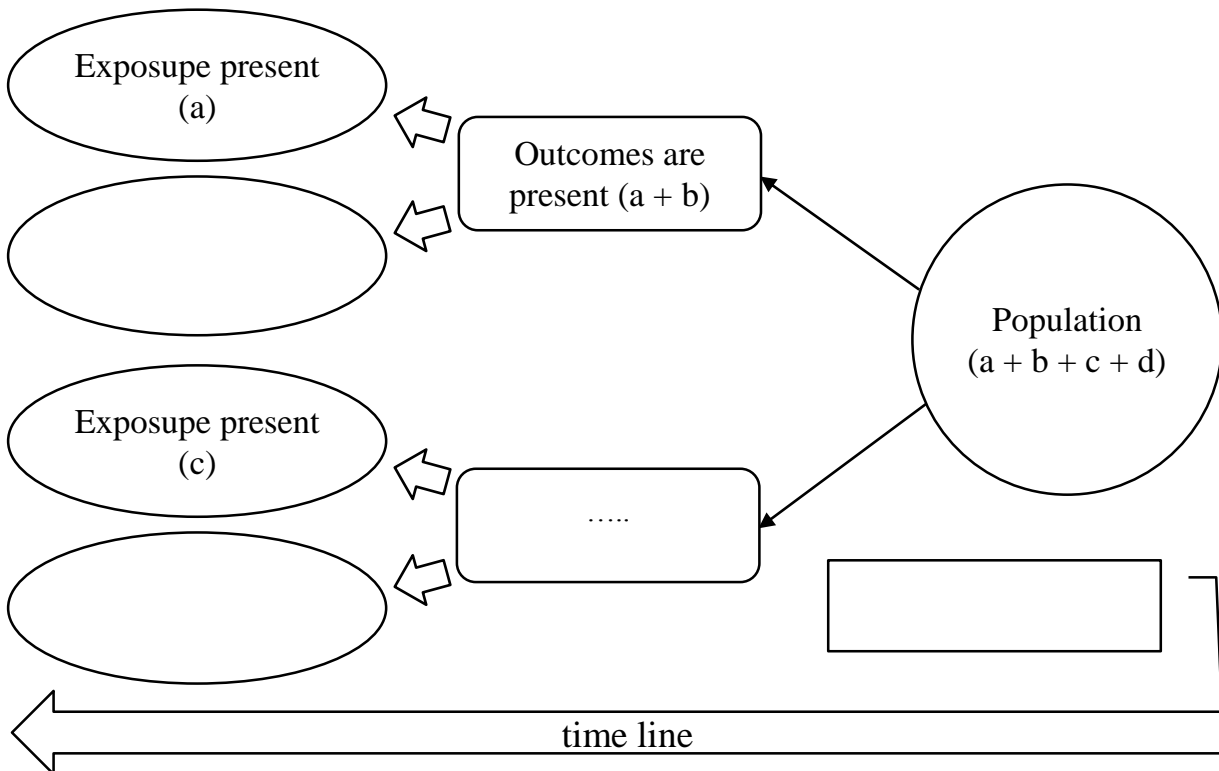 Exposupe present
(a)
Outcomes are
present (a + b)
Population
(a + b + c + d)
Exposupe present
(c)
…..
time line